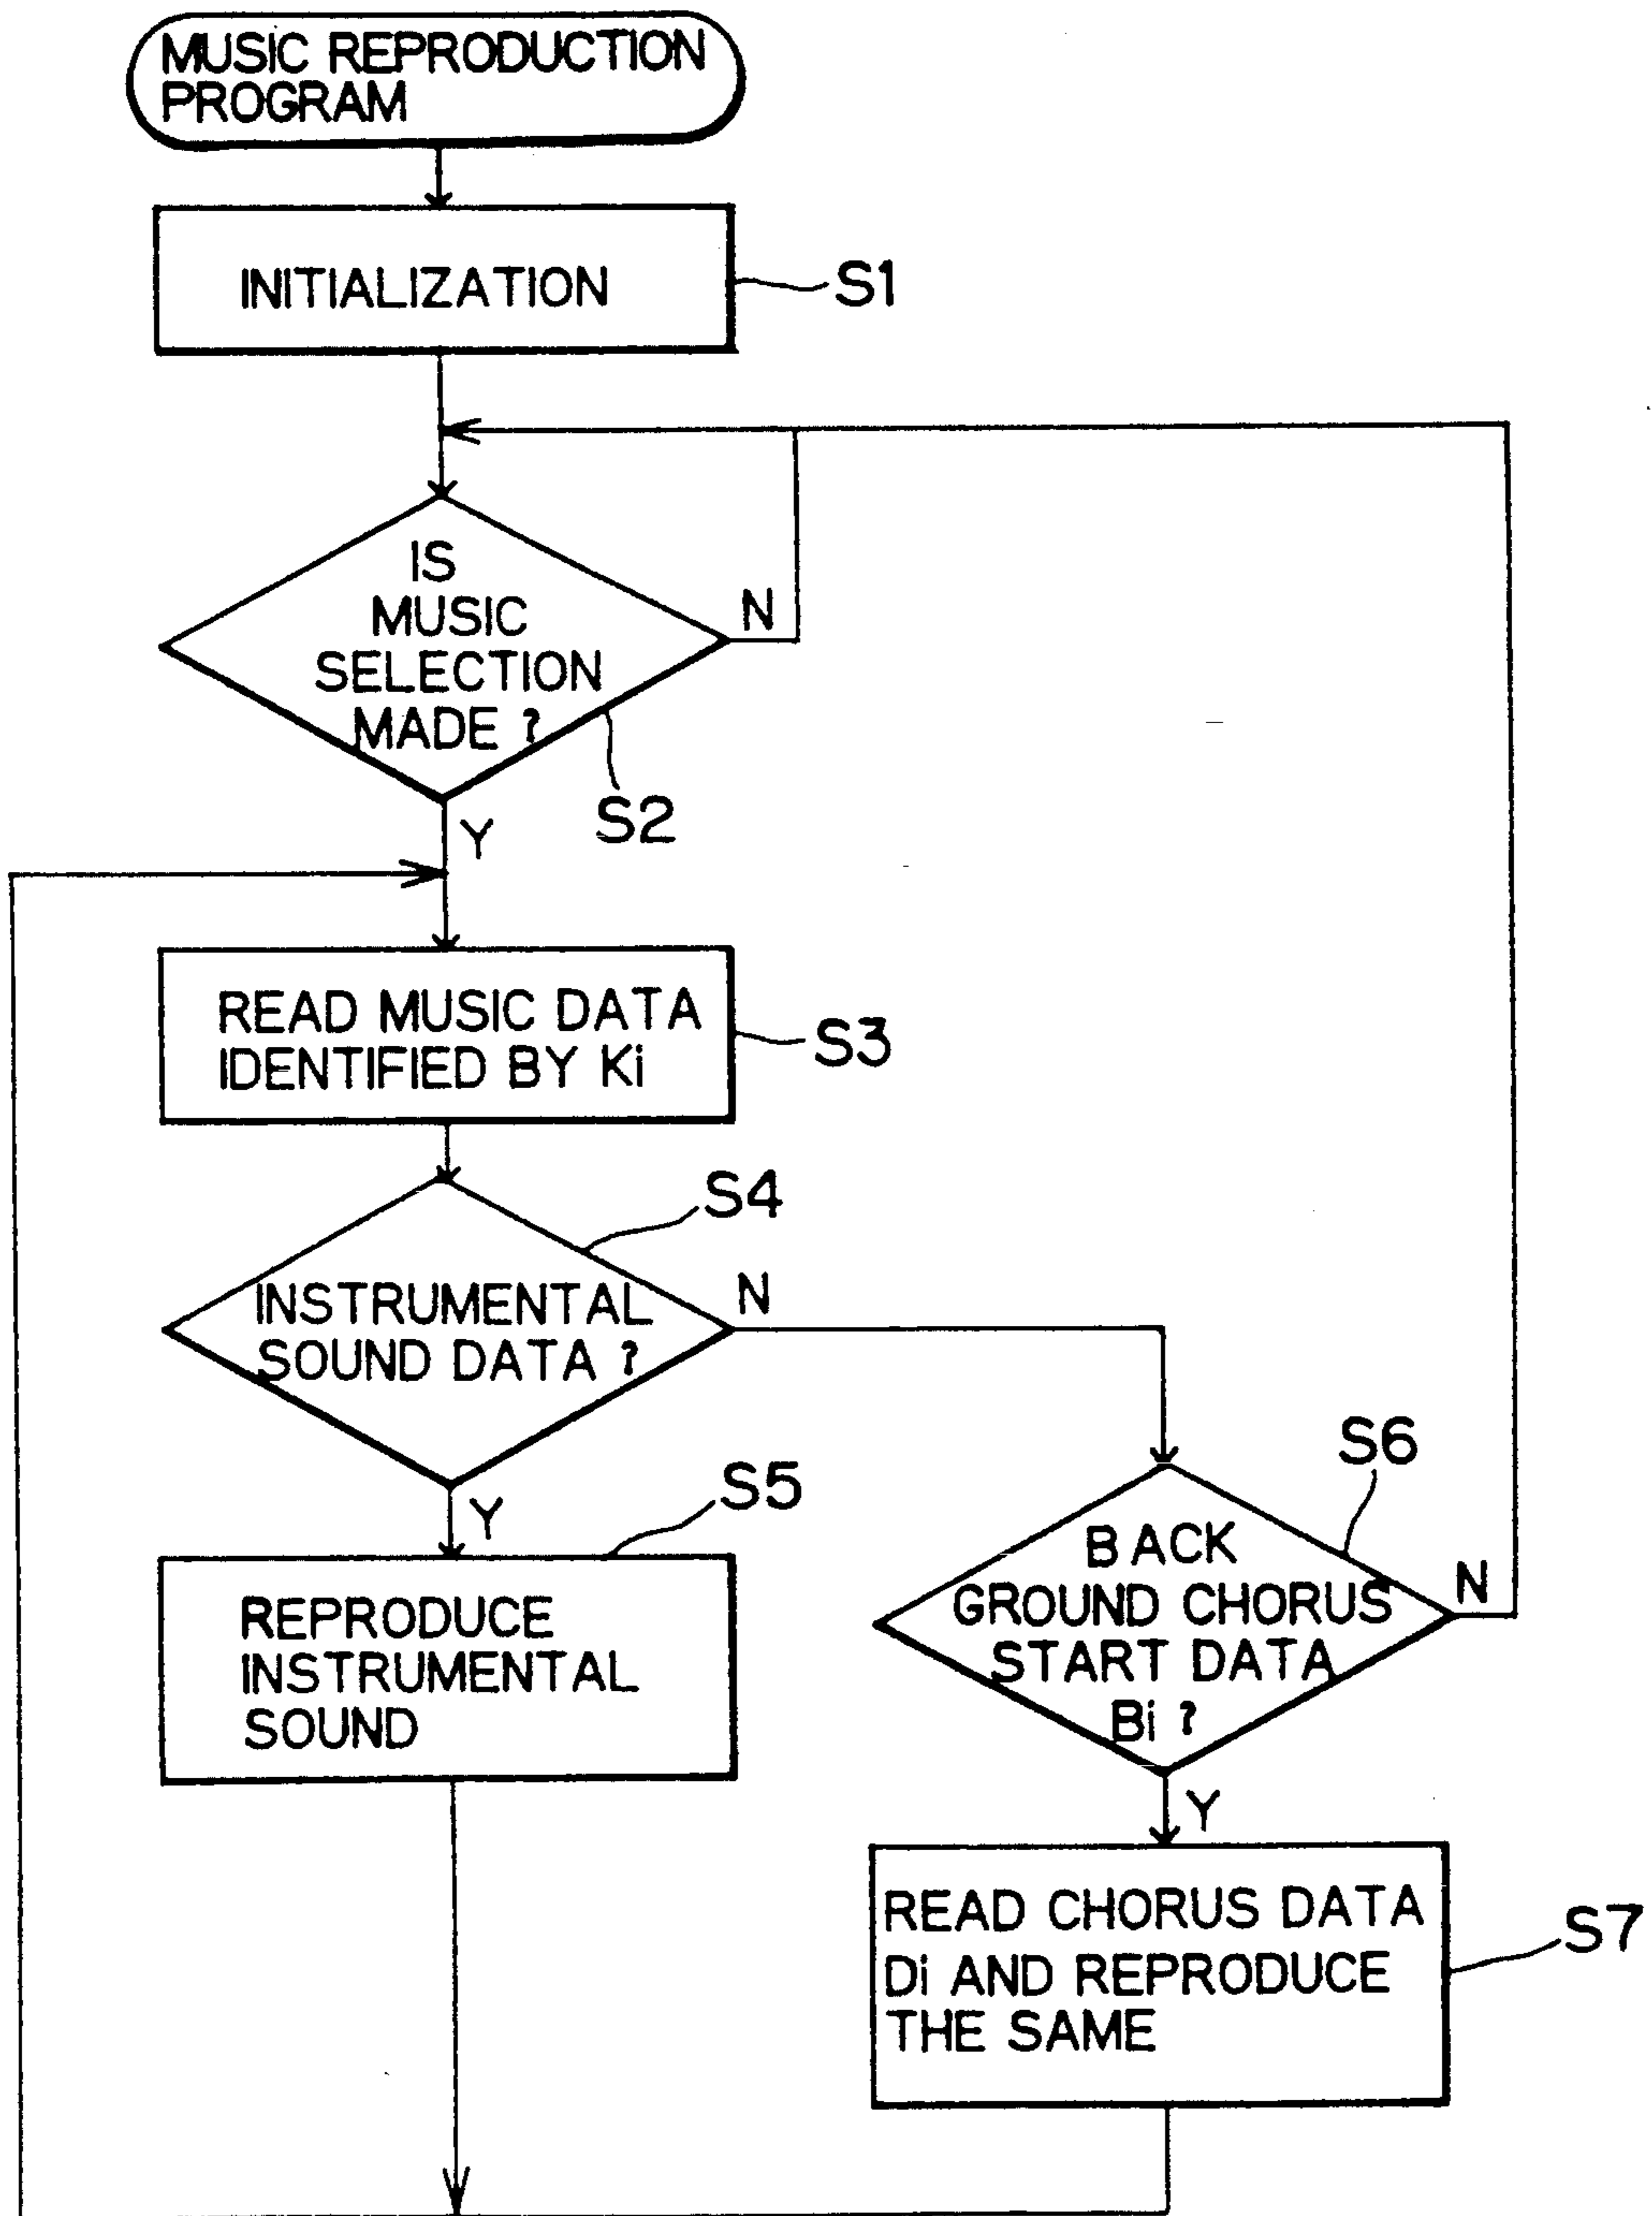 MUSIC REPRODUCTION
PROGRAM
INITIALIZATION
S1
IS
MUSIC
SELECTION
MADE ?
N
S2
Y
READ MUSIC DATA
IDENTIFIED BY Ki
S3
S4
INSTRUMENTAL
SOUND DATA ?
N
Y
S5
REPRODUCE
INSTRUMENTAL
SOUND
S6
BACK
GROUND CHORUS
START DATA
Bi ?
N
Y
READ CHORUS DATA
Di AND REPRODUCE
THE SAME
S7